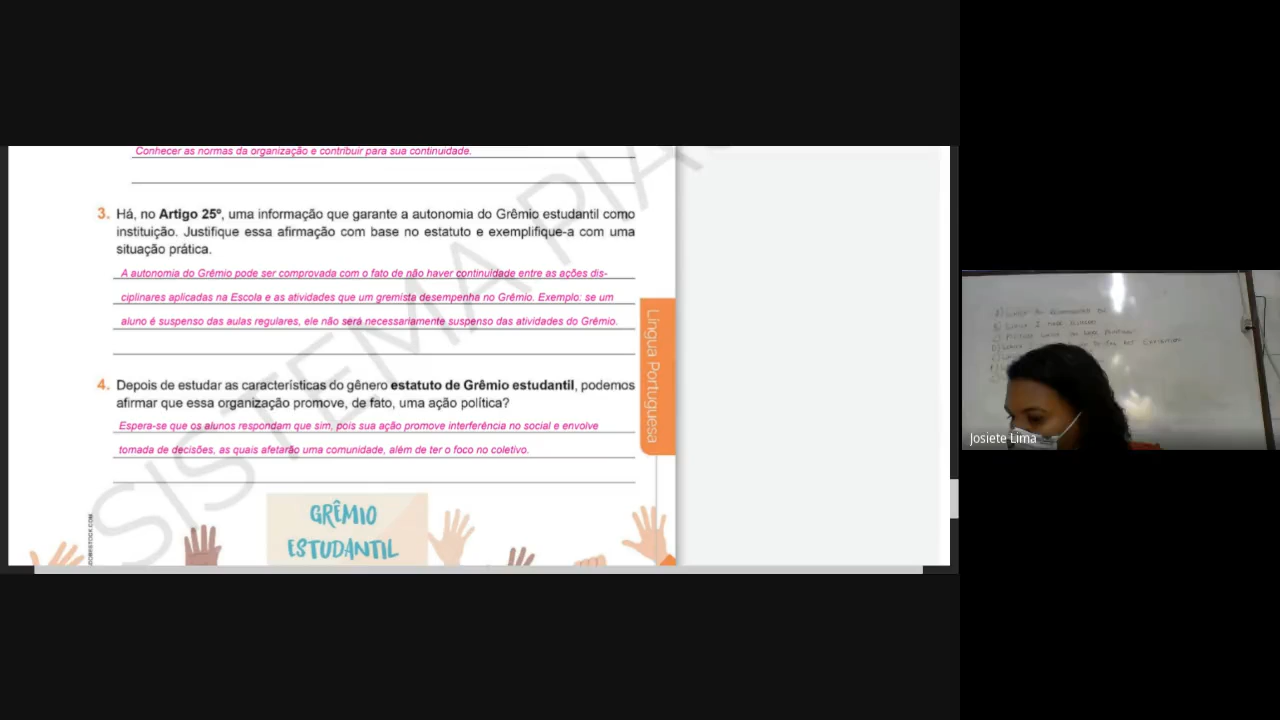 Conhecer as normas da organização e contribuir para sua continuidade.
3. Há, no Artigo 25º, uma informação que garante a autonomia do Grêmio estudantil como
instituição. Justifique essa afirmação com base no estatuto e exemplifique-a com uma
situação prática.
A autonomia do Grêmio pode ser comprovada com o fato de não haver continuidade entre as ações dis-
ciplinares aplicadas na Escola e as atividades que um gremista desempenha no Grêmio. Exemplo: se um
aluno é suspenso das aulas regulares, ele não será necessariamente suspenso das atividades do Grêmio.
4. Depois de estudar as características do gênero estatuto de Grêmio estudantil, podemos
afirmar que essa organização promove, de fato, uma ação política?
Espera-se que os alunos respondam que sim, pois sua ação promove interferência no social e envolve
tomada de decisões, as quais afetarão uma comunidade, além de ter o foco no coletivo.
GRÊMIO
ESTUDANTIL
Língua Portuguesa
SISTEMA
Josiete Lima